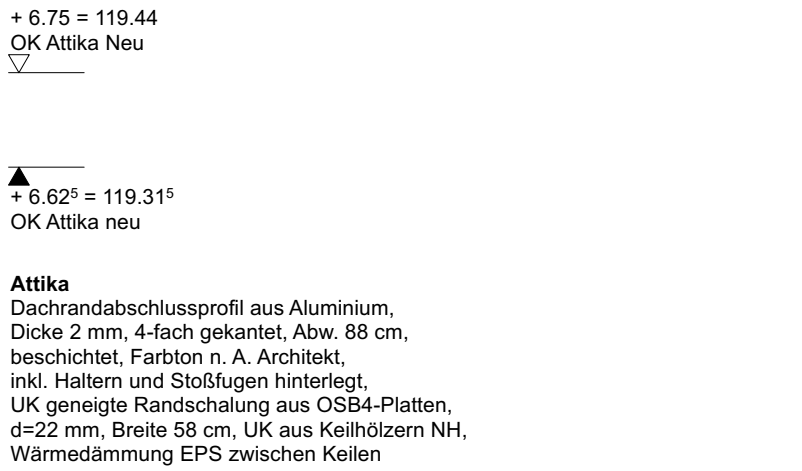 + 6.75 = 119.44
OK Attika Neu
+ 6.62⁵ = 119.31⁵
OK Attika neu
Attika
Dachrandabschlussprofil aus Aluminium,
Dicke 2 mm, 4-fach gekantet, Abw. 88 cm,
beschichtet, Farbton n. A. Architekt,
inkl. Haltern und Stoßfugen hinterlegt,
UK geneigte Randschalung aus OSB4-Platten,
d=22 mm, Breite 58 cm, UK aus Keilhölzern NH,
Wärmedämmung EPS zwischen Keilen